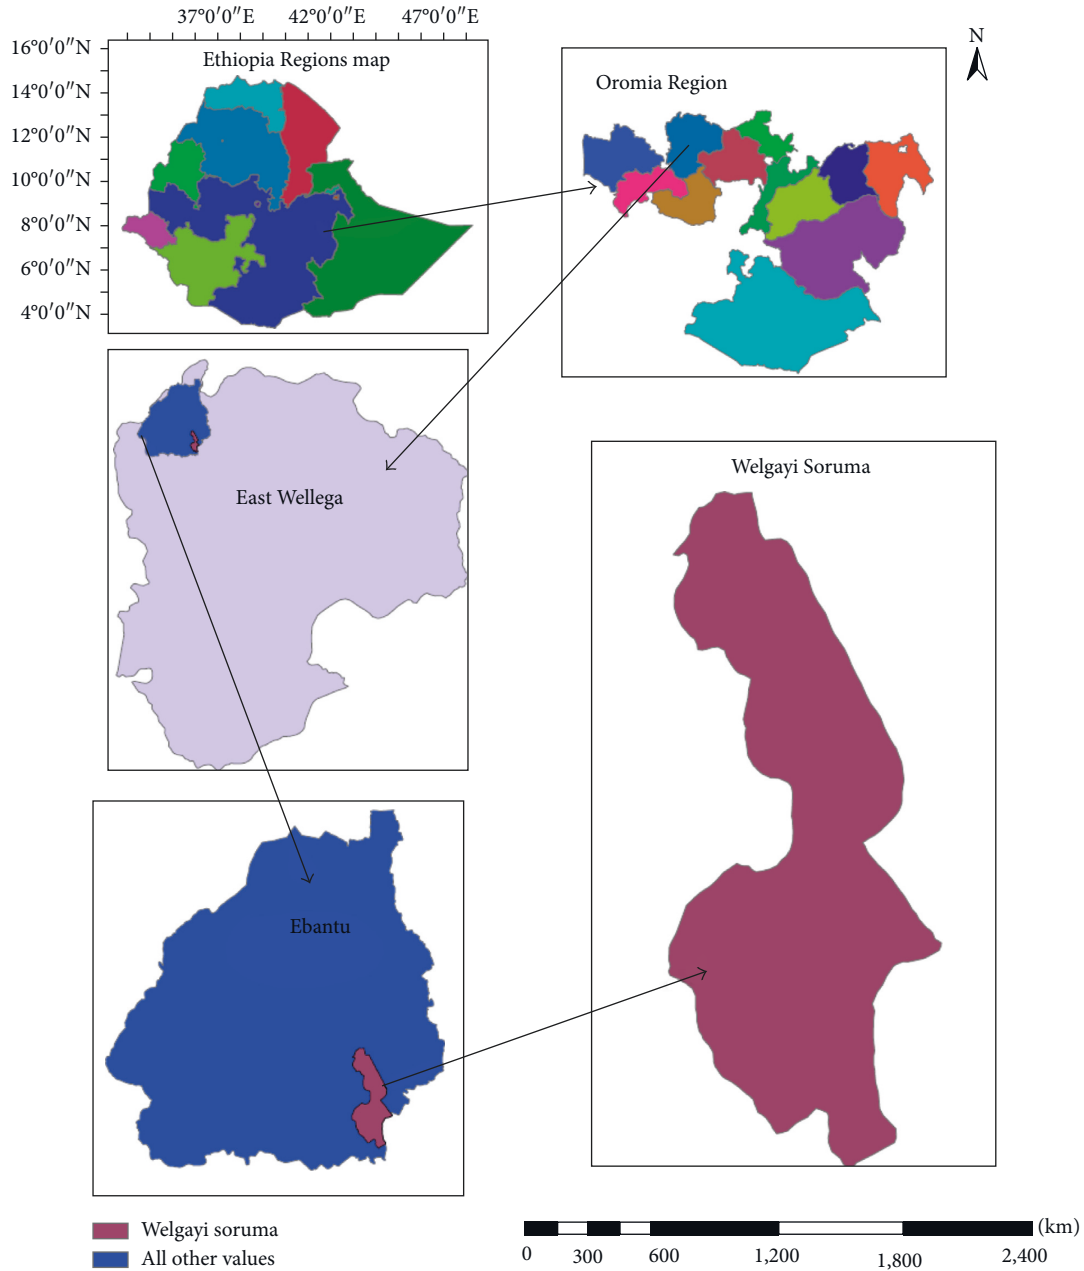 37°0′0″E 42°0′0″E 47°0′0″E
16°0′0″N
14°0′0″N
12°0′0″N
10°0′0″N
8°0′0″N
6°0′0″N
4°0′0″N
Ethiopia Regions map
Oromia Region
N
East Wellega
Welgayi Soruma
Ebantu
Welgayi soruma
All other values
(km)
0 300 600 1,200 1,800 2,400